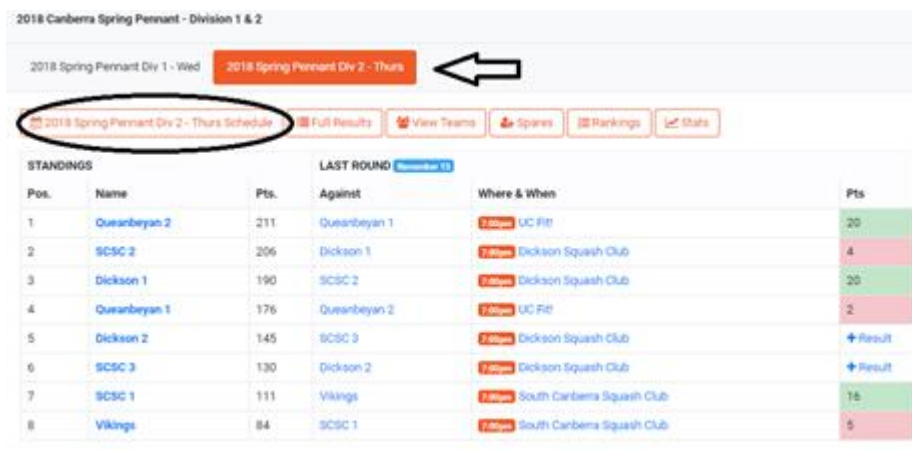 2018 Canberra Spring Pennant - Division 1 & 2
2018 Spring Pennant Div 1 - Wed 2018 Spring Pennant Div 2 - Thurs
2018 Spring Pennant Div 2 - Thurs Schedule Full Results View Teams Spares Rankings Stats
STANDINGS LAST ROUND November 15
Pos. Name Pts. Against Where & When Pts
1 Queanbeyan 2 211 Queanbeyan 1 7:00pm UC Fit! 20
2 SCSC 2 206 Dickson 1 7:00pm Dickson Squash Club 4
3 Dickson 1 190 SCSC 2 7:00pm Dickson Squash Club 20
4 Queanbeyan 1 176 Queanbeyan 2 7:00pm UC Fit! 2
5 Dickson 2 145 SCSC 3 7:00pm Dickson Squash Club + Result
6 SCSC 3 130 Dickson 2 7:00pm Dickson Squash Club + Result
7 SCSC 1 111 Vikings 7:00pm South Canberra Squash Club 16
8 Vikings 84 SCSC 1 7:00pm South Canberra Squash Club 5